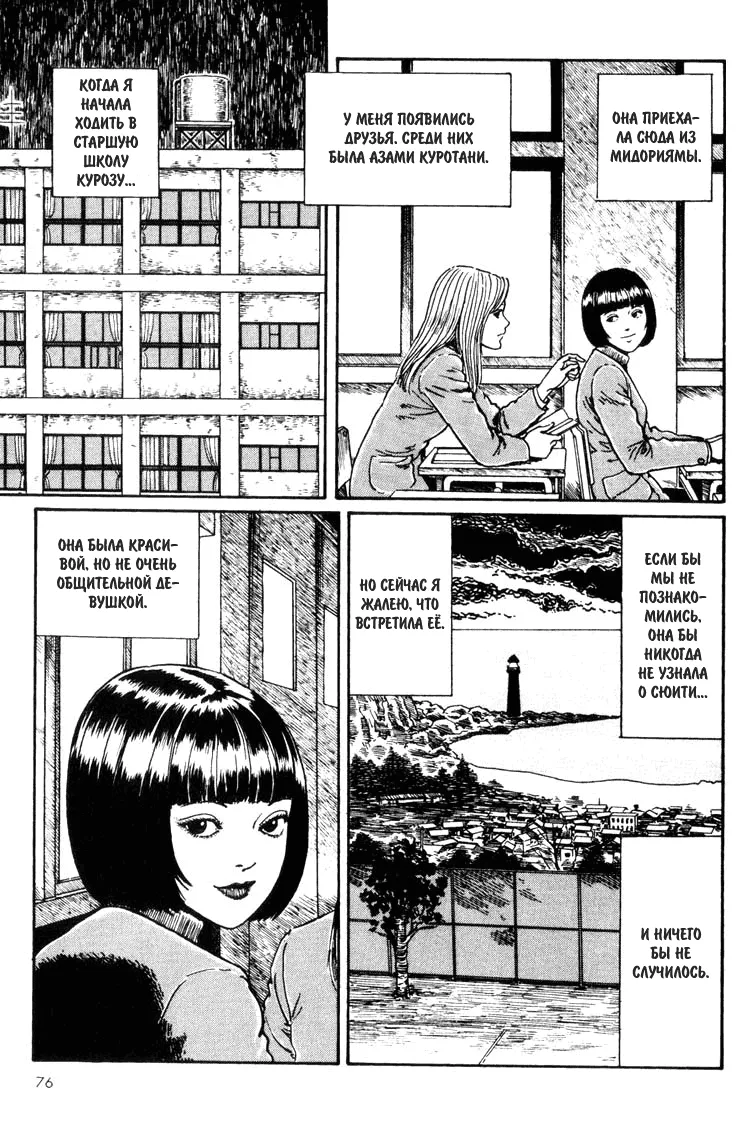 КОГДА Я
НАЧАЛА
ХОДИТЬ В
СТАРШУЮ
ШКОЛУ
КУРОЗУ...
У МЕНЯ ПОЯВИЛИСЬ
ДРУЗЬЯ. СРЕДИ НИХ
БЫЛА АЗАМИ КУРОТАНИ.
ОНА ПРИЕХА-
ЛА СЮДА ИЗ
МИДОРИЯМЫ.
ОНА БЫЛА КРАСИ-
ВОЙ, НО НЕ ОЧЕНЬ
ОБЩИТЕЛЬНОЙ ДЕ-
ВУШКОЙ.
НО СЕЙЧАС Я
ЖАЛЕЮ, ЧТО
ВСТРЕТИЛА ЕЁ.
ЕСЛИ БЫ
МЫ НЕ
ПОЗНАКО-
МИЛИСЬ,
ОНА БЫ
НИКОГДА
НЕ УЗНАЛА
О СЮИТИ...
И НИЧЕГО
БЫ НЕ
СЛУЧИЛОСЬ.
76